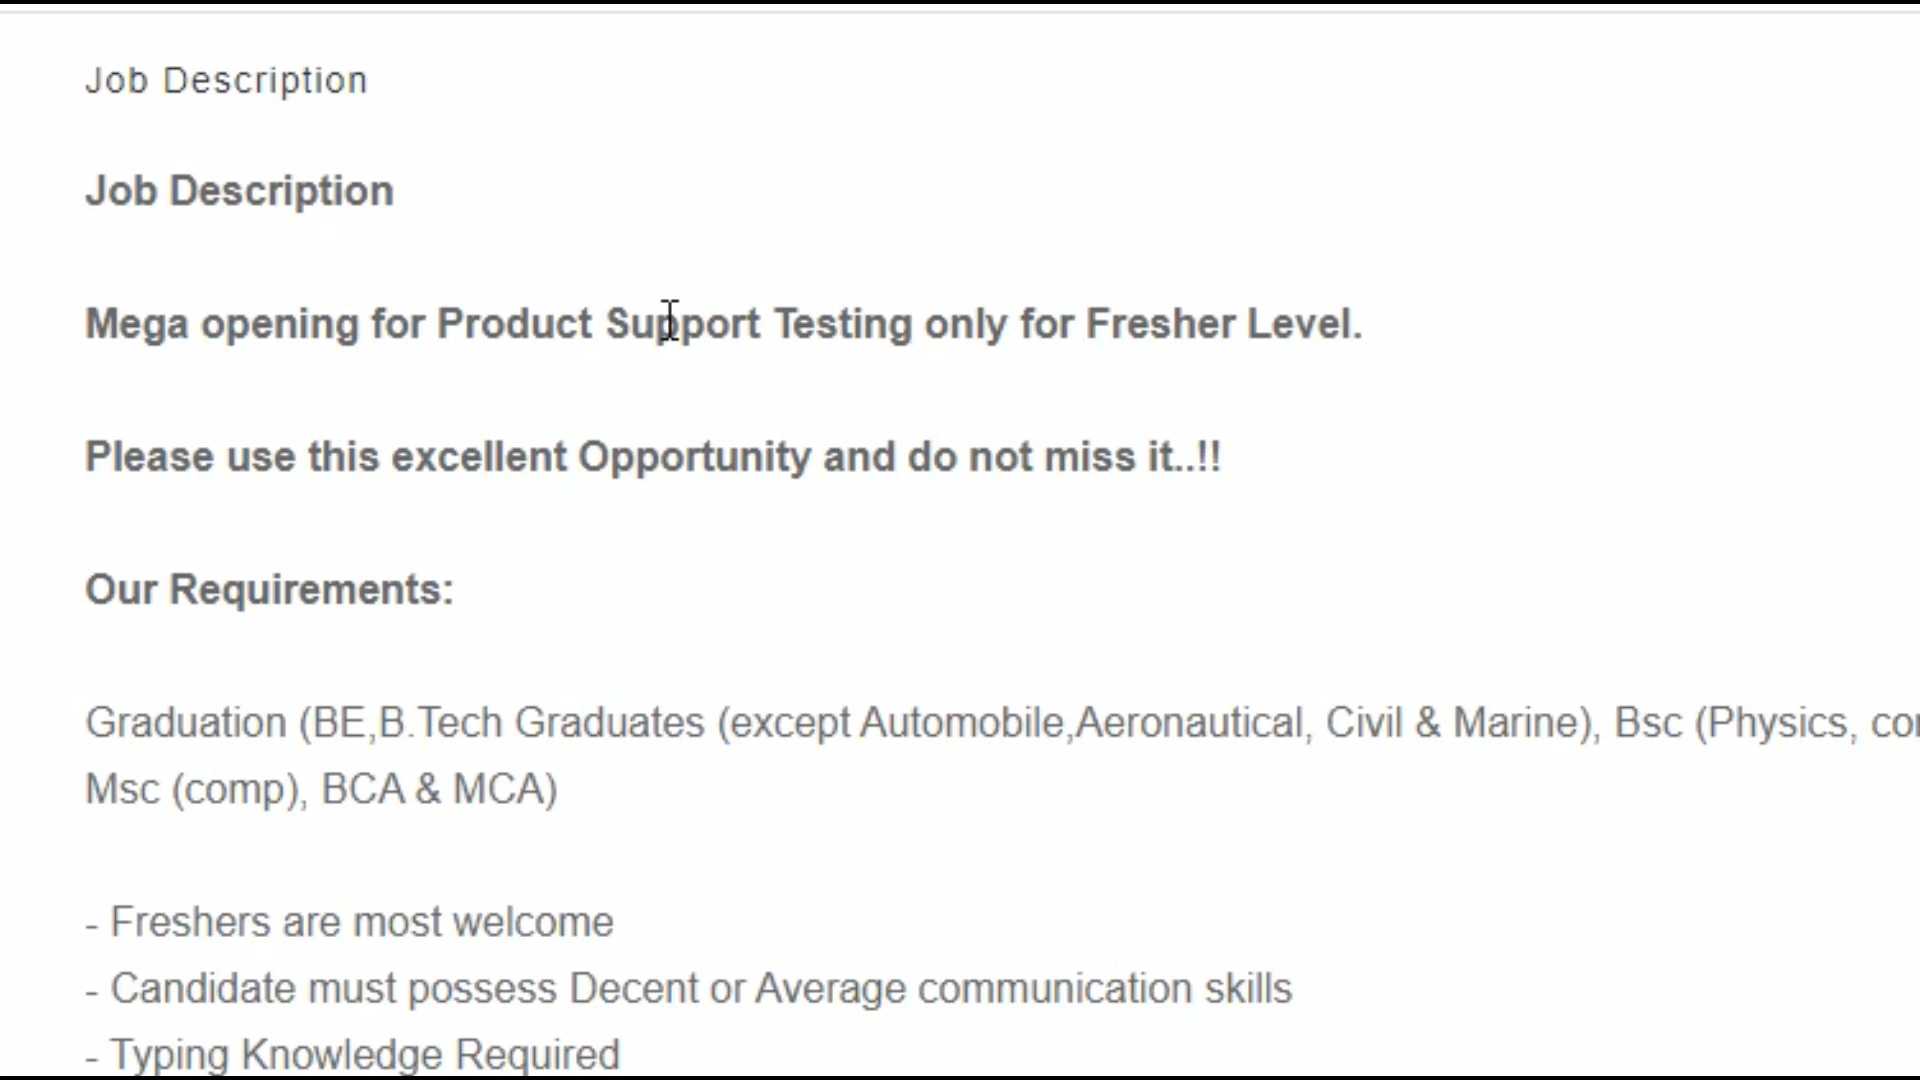 Job Description
Job Description
Mega opening for Product Support Testing only for Fresher Level.
Please use this excellent Opportunity and do not miss it..!!
Our Requirements:
Graduation (BE,B.Tech Graduates (except Automobile,Aeronautical, Civil & Marine), Bsc (Physics,
Msc (comp), BCA & MCA)
- Freshers are most welcome
- Candidate must possess Decent or Average communication skills
- Typing Knowledge Required